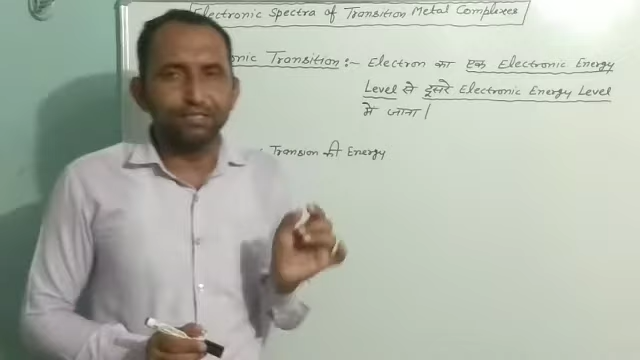 Electronic Spectra of Transition Metal Complexes
onic Transition :- Electron का एक Electronic Energy
Level से दूसरे Electronic Energy Level
में जाना |
: Transion की Energy